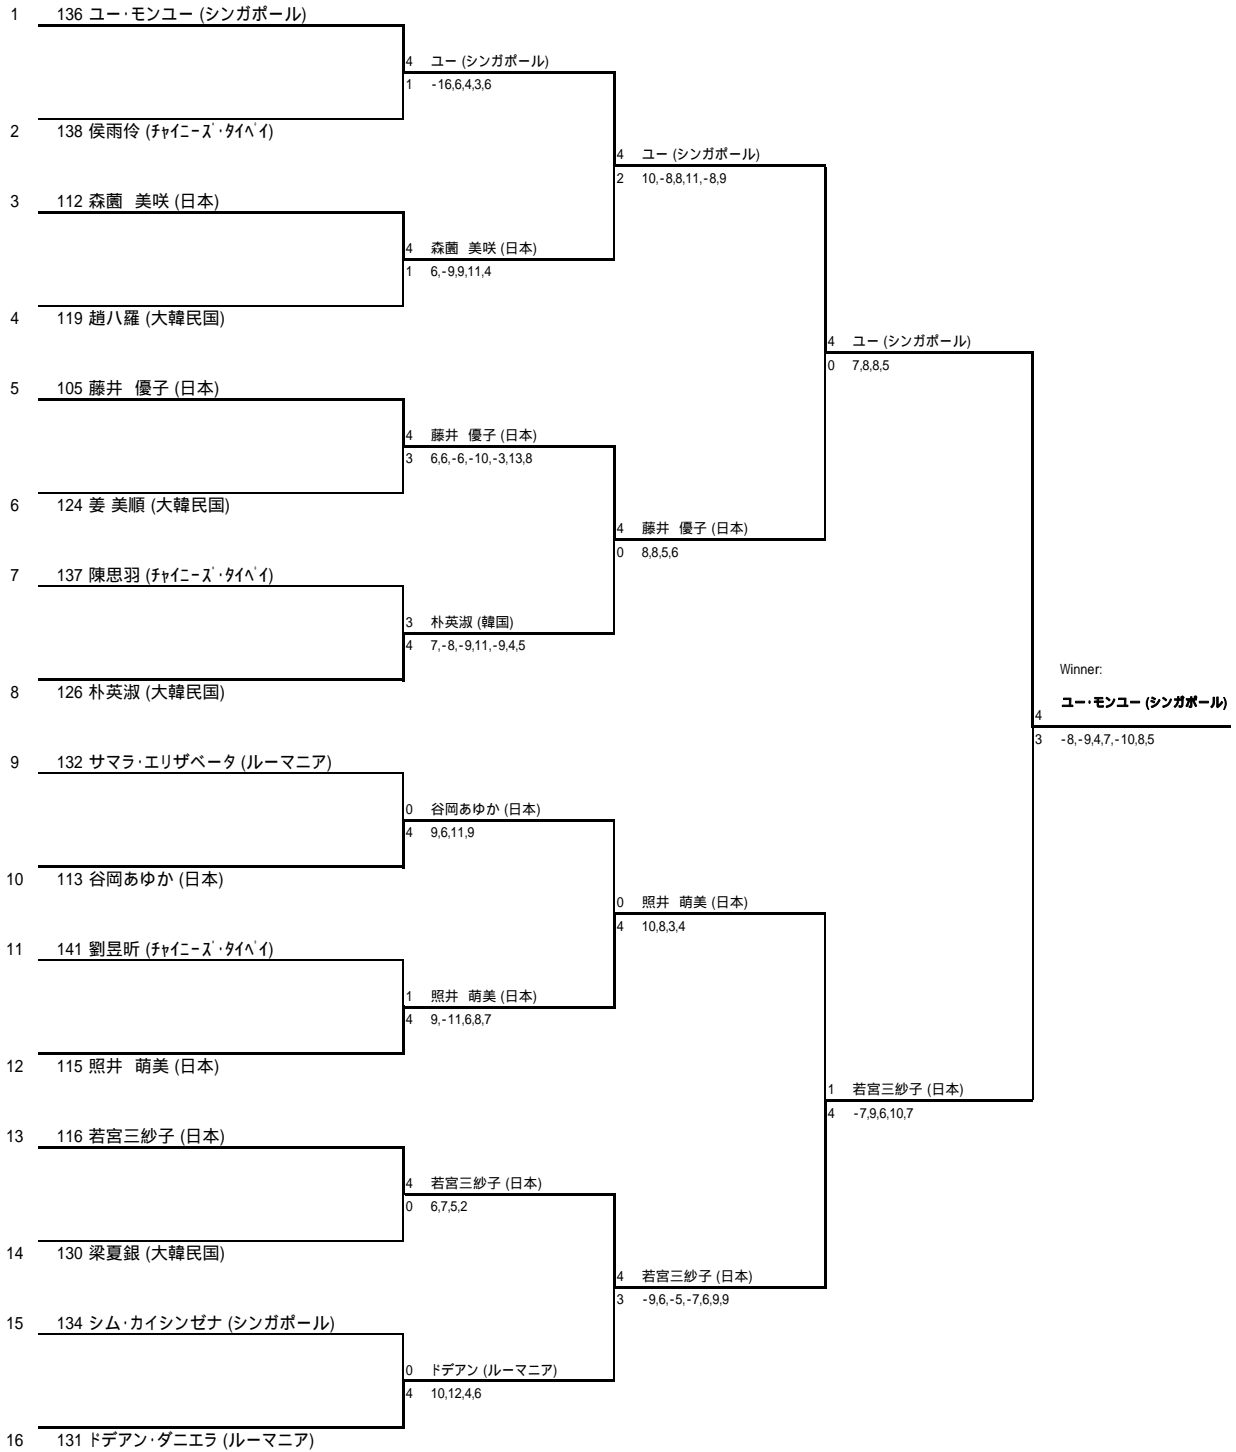 1 136 ユー・モンユー (シンガポール)
4 ユー (シンガポール)
1 -16,6,4,3,6
2 138 侯雨伶 (ﾁｬｲﾆｰｽﾞ・ﾀｲﾍﾟｲ)
4 ユー (シンガポール)
2 10,-8,8,11,-8,9
3 112 森薗 美咲 (日本)
4 森薗 美咲 (日本)
1 6,-9,9,11,4
4 119 趙八羅 (大韓民国)
4 ユー (シンガポール)
0 7,8,8,5
5 105 藤井 優子 (日本)
4 藤井 優子 (日本)
3 6,6,-6,-10,-3,13,8
6 124 姜 美順 (大韓民国)
4 藤井 優子 (日本)
0 8,8,5,6
7 137 陳思羽 (ﾁｬｲﾆｰｽﾞ・ﾀｲﾍﾟｲ)
3 朴英淑 (韓国)
4 7,-8,-9,11,-9,4,5
8 126 朴英淑 (大韓民国)
Winner:
ユー・モンユー (シンガポール)
4
3 -8,-9,4,7,-10,8,5
9 132 サマラ・エリザベータ (ルーマニア)
0 谷岡あゆか (日本)
4 9,6,11,9
10 113 谷岡あゆか (日本)
0 照井 萌美 (日本)
4 10,8,3,4
11 141 劉昱昕 (ﾁｬｲﾆｰｽﾞ・ﾀｲﾍﾟｲ)
1 照井 萌美 (日本)
4 9,-11,6,8,7
12 115 照井 萌美 (日本)
1 若宮三紗子 (日本)
4 -7,9,6,10,7
13 116 若宮三紗子 (日本)
4 若宮三紗子 (日本)
0 6,7,5,2
14 130 梁夏銀 (大韓民国)
4 若宮三紗子 (日本)
3 -9,6,-5,-7,6,9,9
15 134 シム・カイシンゼナ (シンガポール)
0 ドデアン (ルーマニア)
4 10,12,4,6
16 131 ドデアン・ダニエラ (ルーマニア)